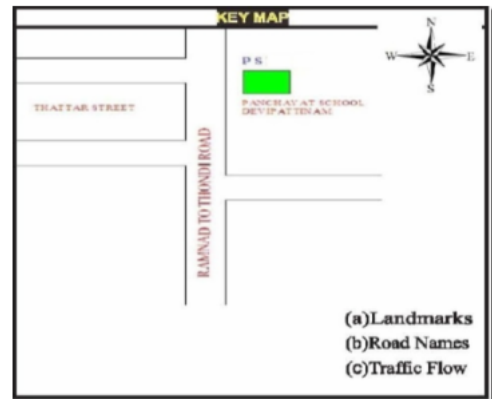 KEY MAP
N
W E
S
P S
PANCHAYAT SCHOOL
DEVIPATTINAM
THATTAR STREET
RAMNAD TO THONDI ROAD
(a)Landmarks
(b)Road Names
(c)Traffic Flow